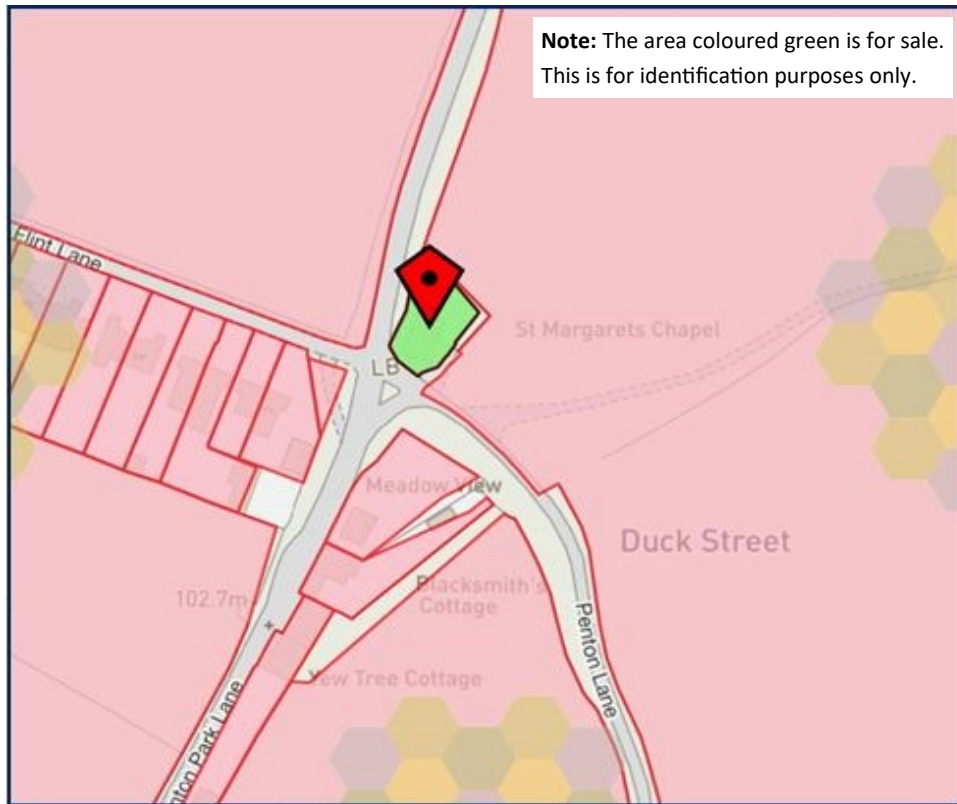 Note: The area coloured green is for sale.
This is for identification purposes only.
Flint Lane
St Margarets Chapel
LB
Meadow View
Duck Street
102.7m
Blacksmith's
Cottage
Penton Lane
Yew Tree Cottage
nton Park Lane